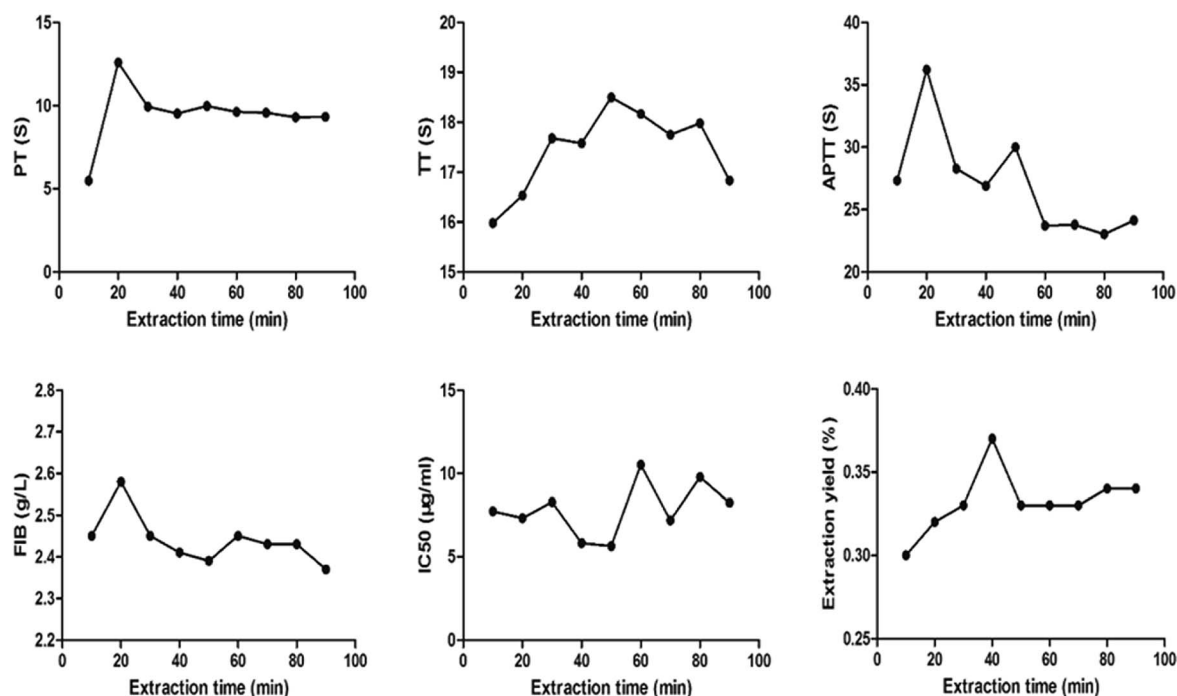 PT (S)
15
10
5
0
0 20 40 60 80 100
Extraction time (min)
TT (S)
20
19
18
17
16
15
0 20 40 60 80 100
Extraction time (min)
APTT (S)
40
35
30
25
20
0 20 40 60 80 100
Extraction time (min)
FIB (g/L)
2.8
2.7
2.6
2.5
2.4
2.3
2.2
0 20 40 60 80 100
Extraction time (min)
IC50 (μg/ml)
15
10
5
0
0 20 40 60 80 100
Extraction time (min)
Extraction yield (%)
0.40
0.35
0.30
0.25
0 20 40 60 80 100
Extraction time (min)